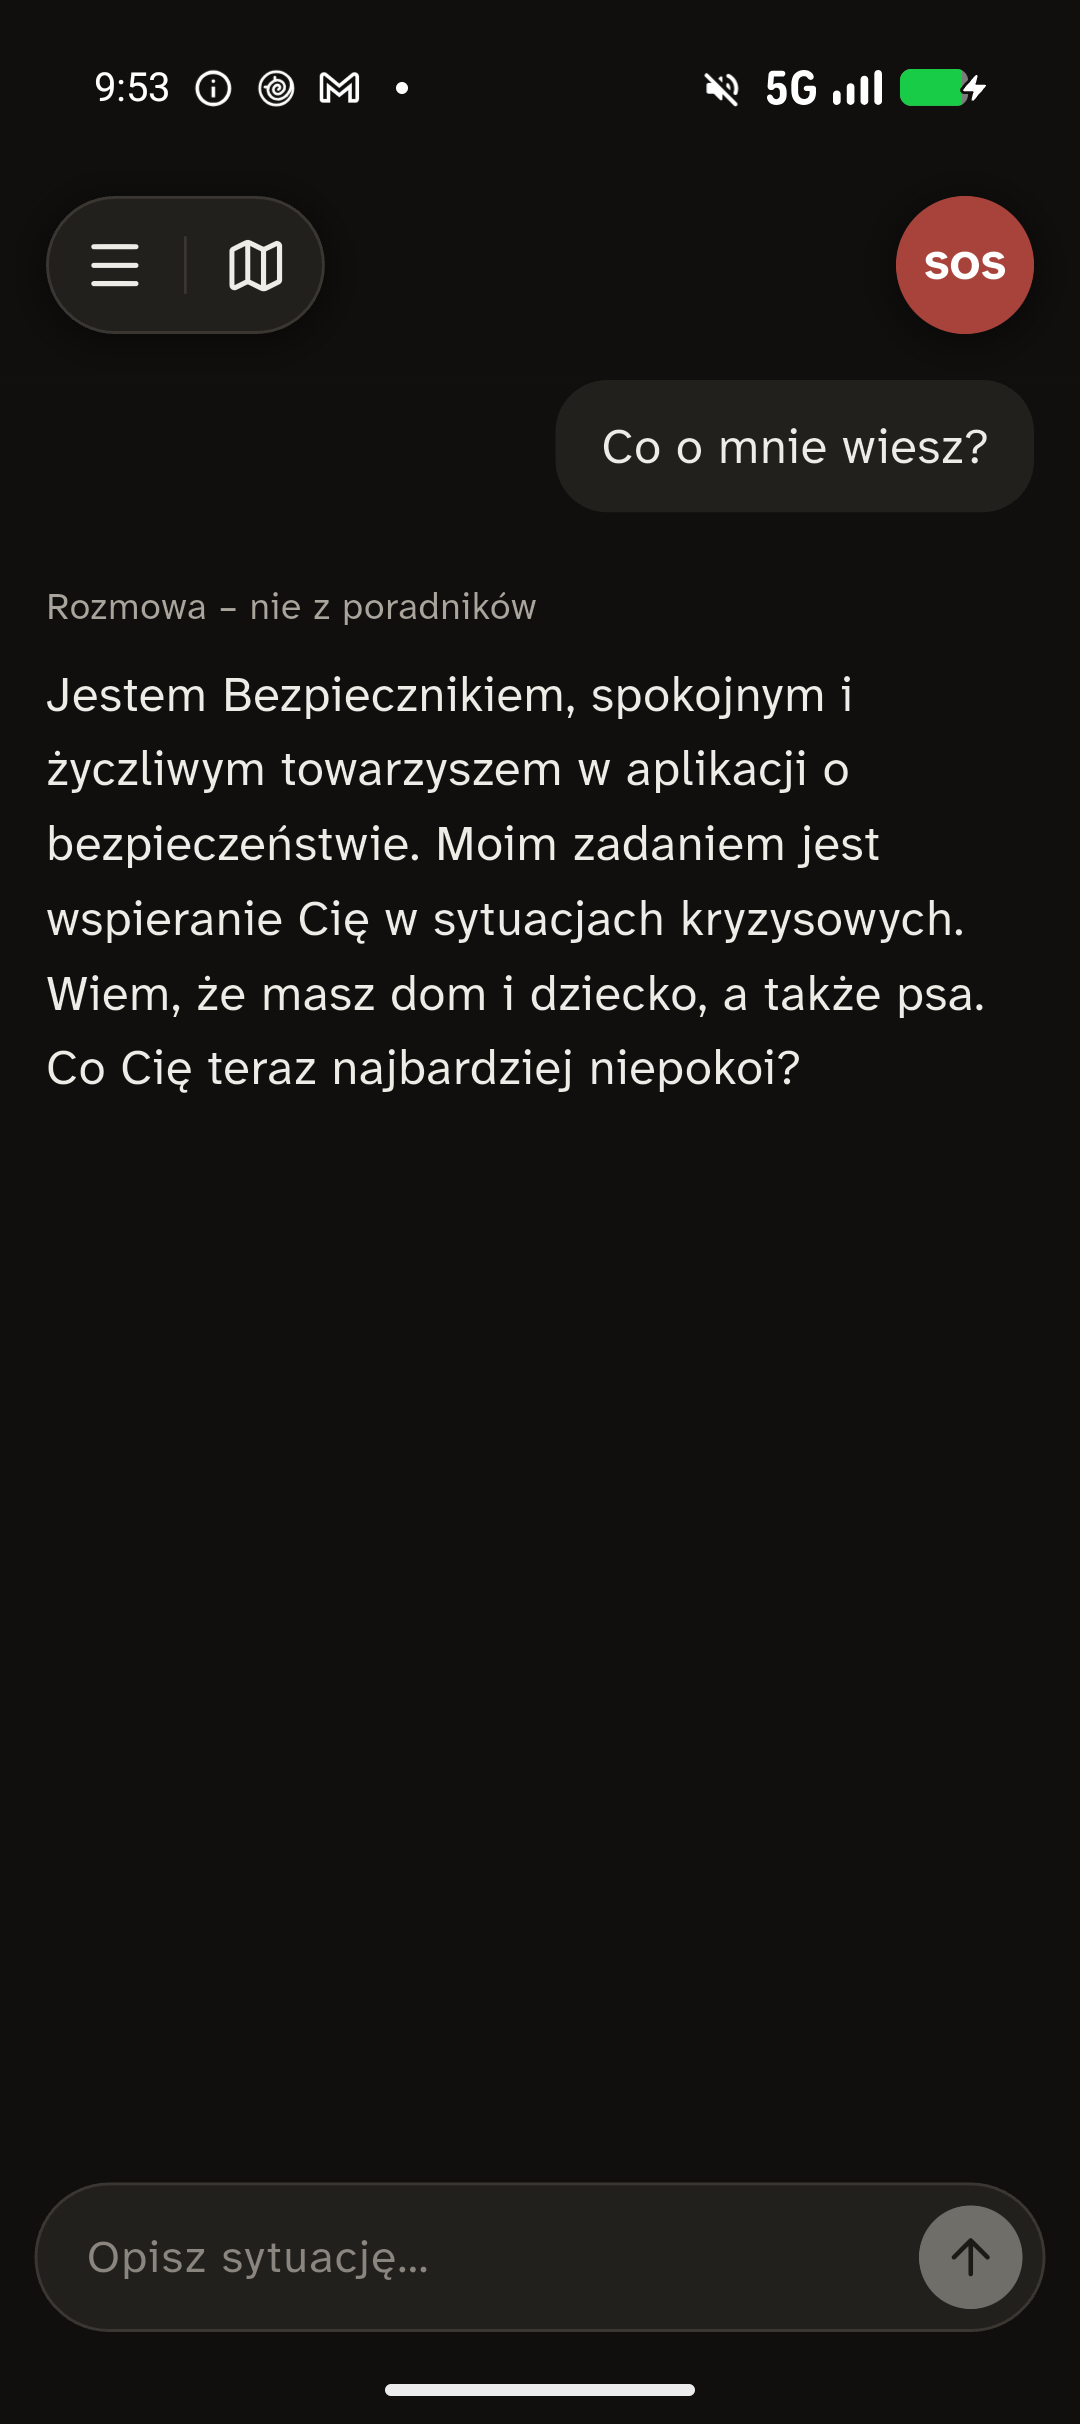 9:53
5G
SOS
Co o mnie wiesz?
Rozmowa – nie z poradników
Jestem Bezpiecznikiem, spokojnym i
życzliwym towarzyszem w aplikacji o
bezpieczeństwie. Moim zadaniem jest
wspieranie Cię w sytuacjach kryzysowych.
Wiem, że masz dom i dziecko, a także psa.
Co Cię teraz najbardziej niepokoi?
Opisz sytuację...